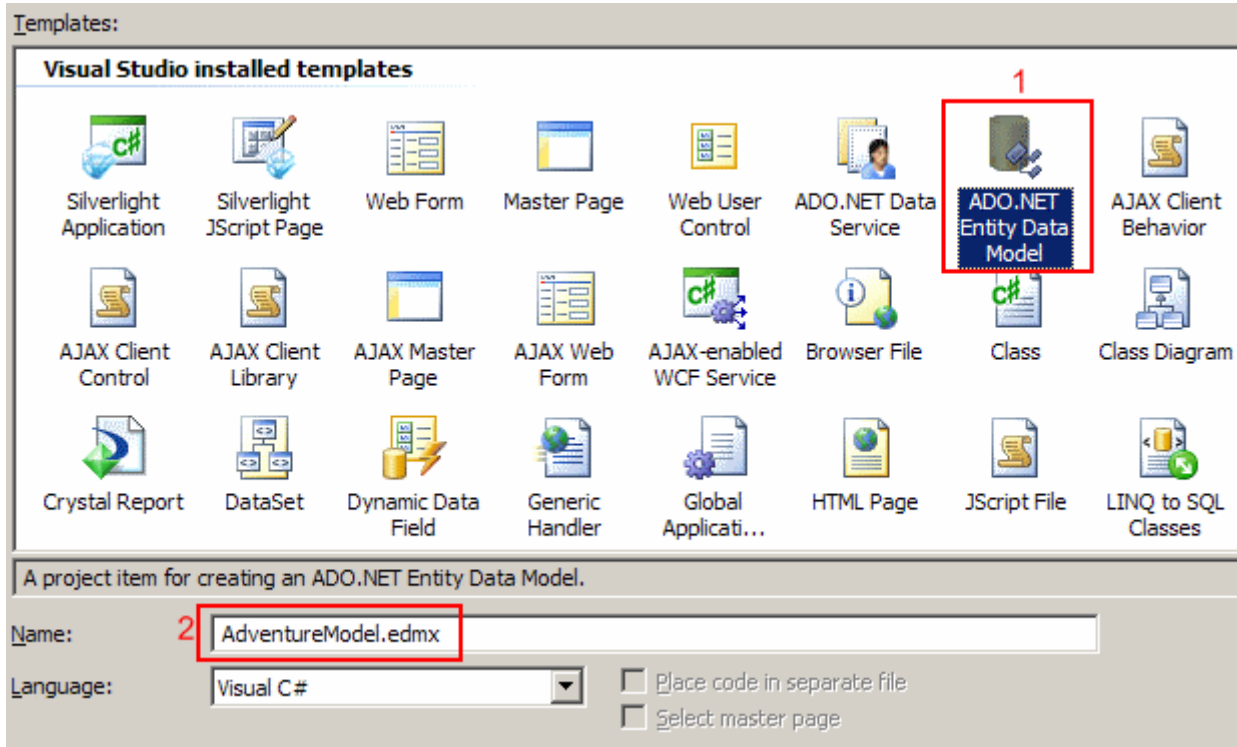 Templates:
Visual Studio installed templates
1
Silverlight Application
Silverlight JScript Page
Web Form
Master Page
Web User Control
ADO.NET Data Service
ADO.NET Entity Data Model
AJAX Client Behavior
AJAX Client Control
AJAX Client Library
AJAX Master Page
AJAX Web Form
AJAX-enabled WCF Service
Browser File
Class
Class Diagram
Crystal Report
DataSet
Dynamic Data Field
Generic Handler
Global Applicati...
HTML Page
JScript File
LINQ to SQL Classes
A project item for creating an ADO.NET Entity Data Model.
Name: 2 AdventureModel.edmx
Language: Visual C# Place code in separate file
Select master page